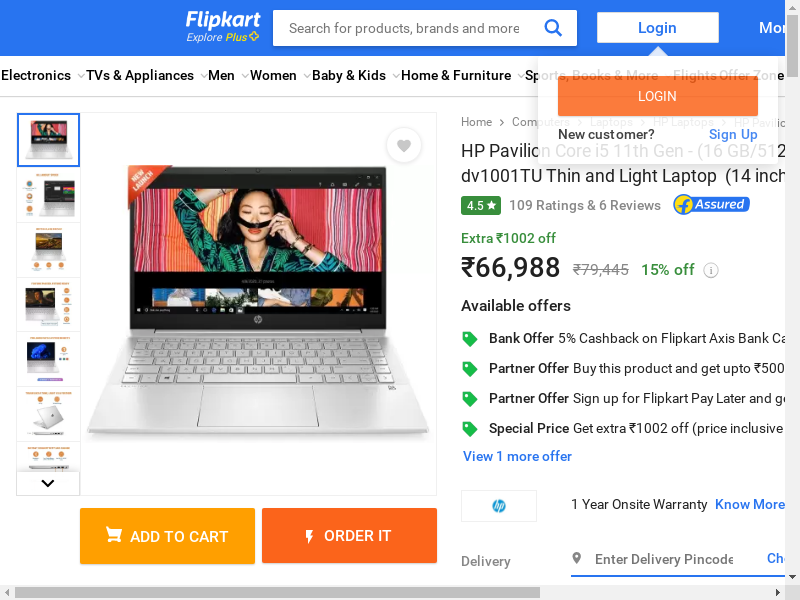 Flipkart
Explore Plus
Search for products, brands and more
Login
Electronics
TVs & Appliances
Men
Women
Baby & Kids
Home & Furniture
Sports, Books & More
Flights
Offer Zone
LOGIN
New customer?
Sign Up
Home
Computers
Laptops
HP Laptops
HP Pavilion
HP Pavilion Core i5 11th Gen - (16 GB/512
dv1001TU Thin and Light Laptop (14 inch
4.5
109 Ratings & 6 Reviews
Assured
Extra ₹1002 off
₹66,988
₹79,445
15% off
i
Available offers
Bank Offer 5% Cashback on Flipkart Axis Bank
Partner Offer Buy this product and get upto ₹500
Partner Offer Sign up for Flipkart Pay Later and
Special Price Get extra ₹1002 off (price inclusive
View 1 more offer
NEW LAUNCH
hp
1 Year Onsite Warranty
Know More
ADD TO CART
ORDER IT
Delivery
Enter Delivery Pincode